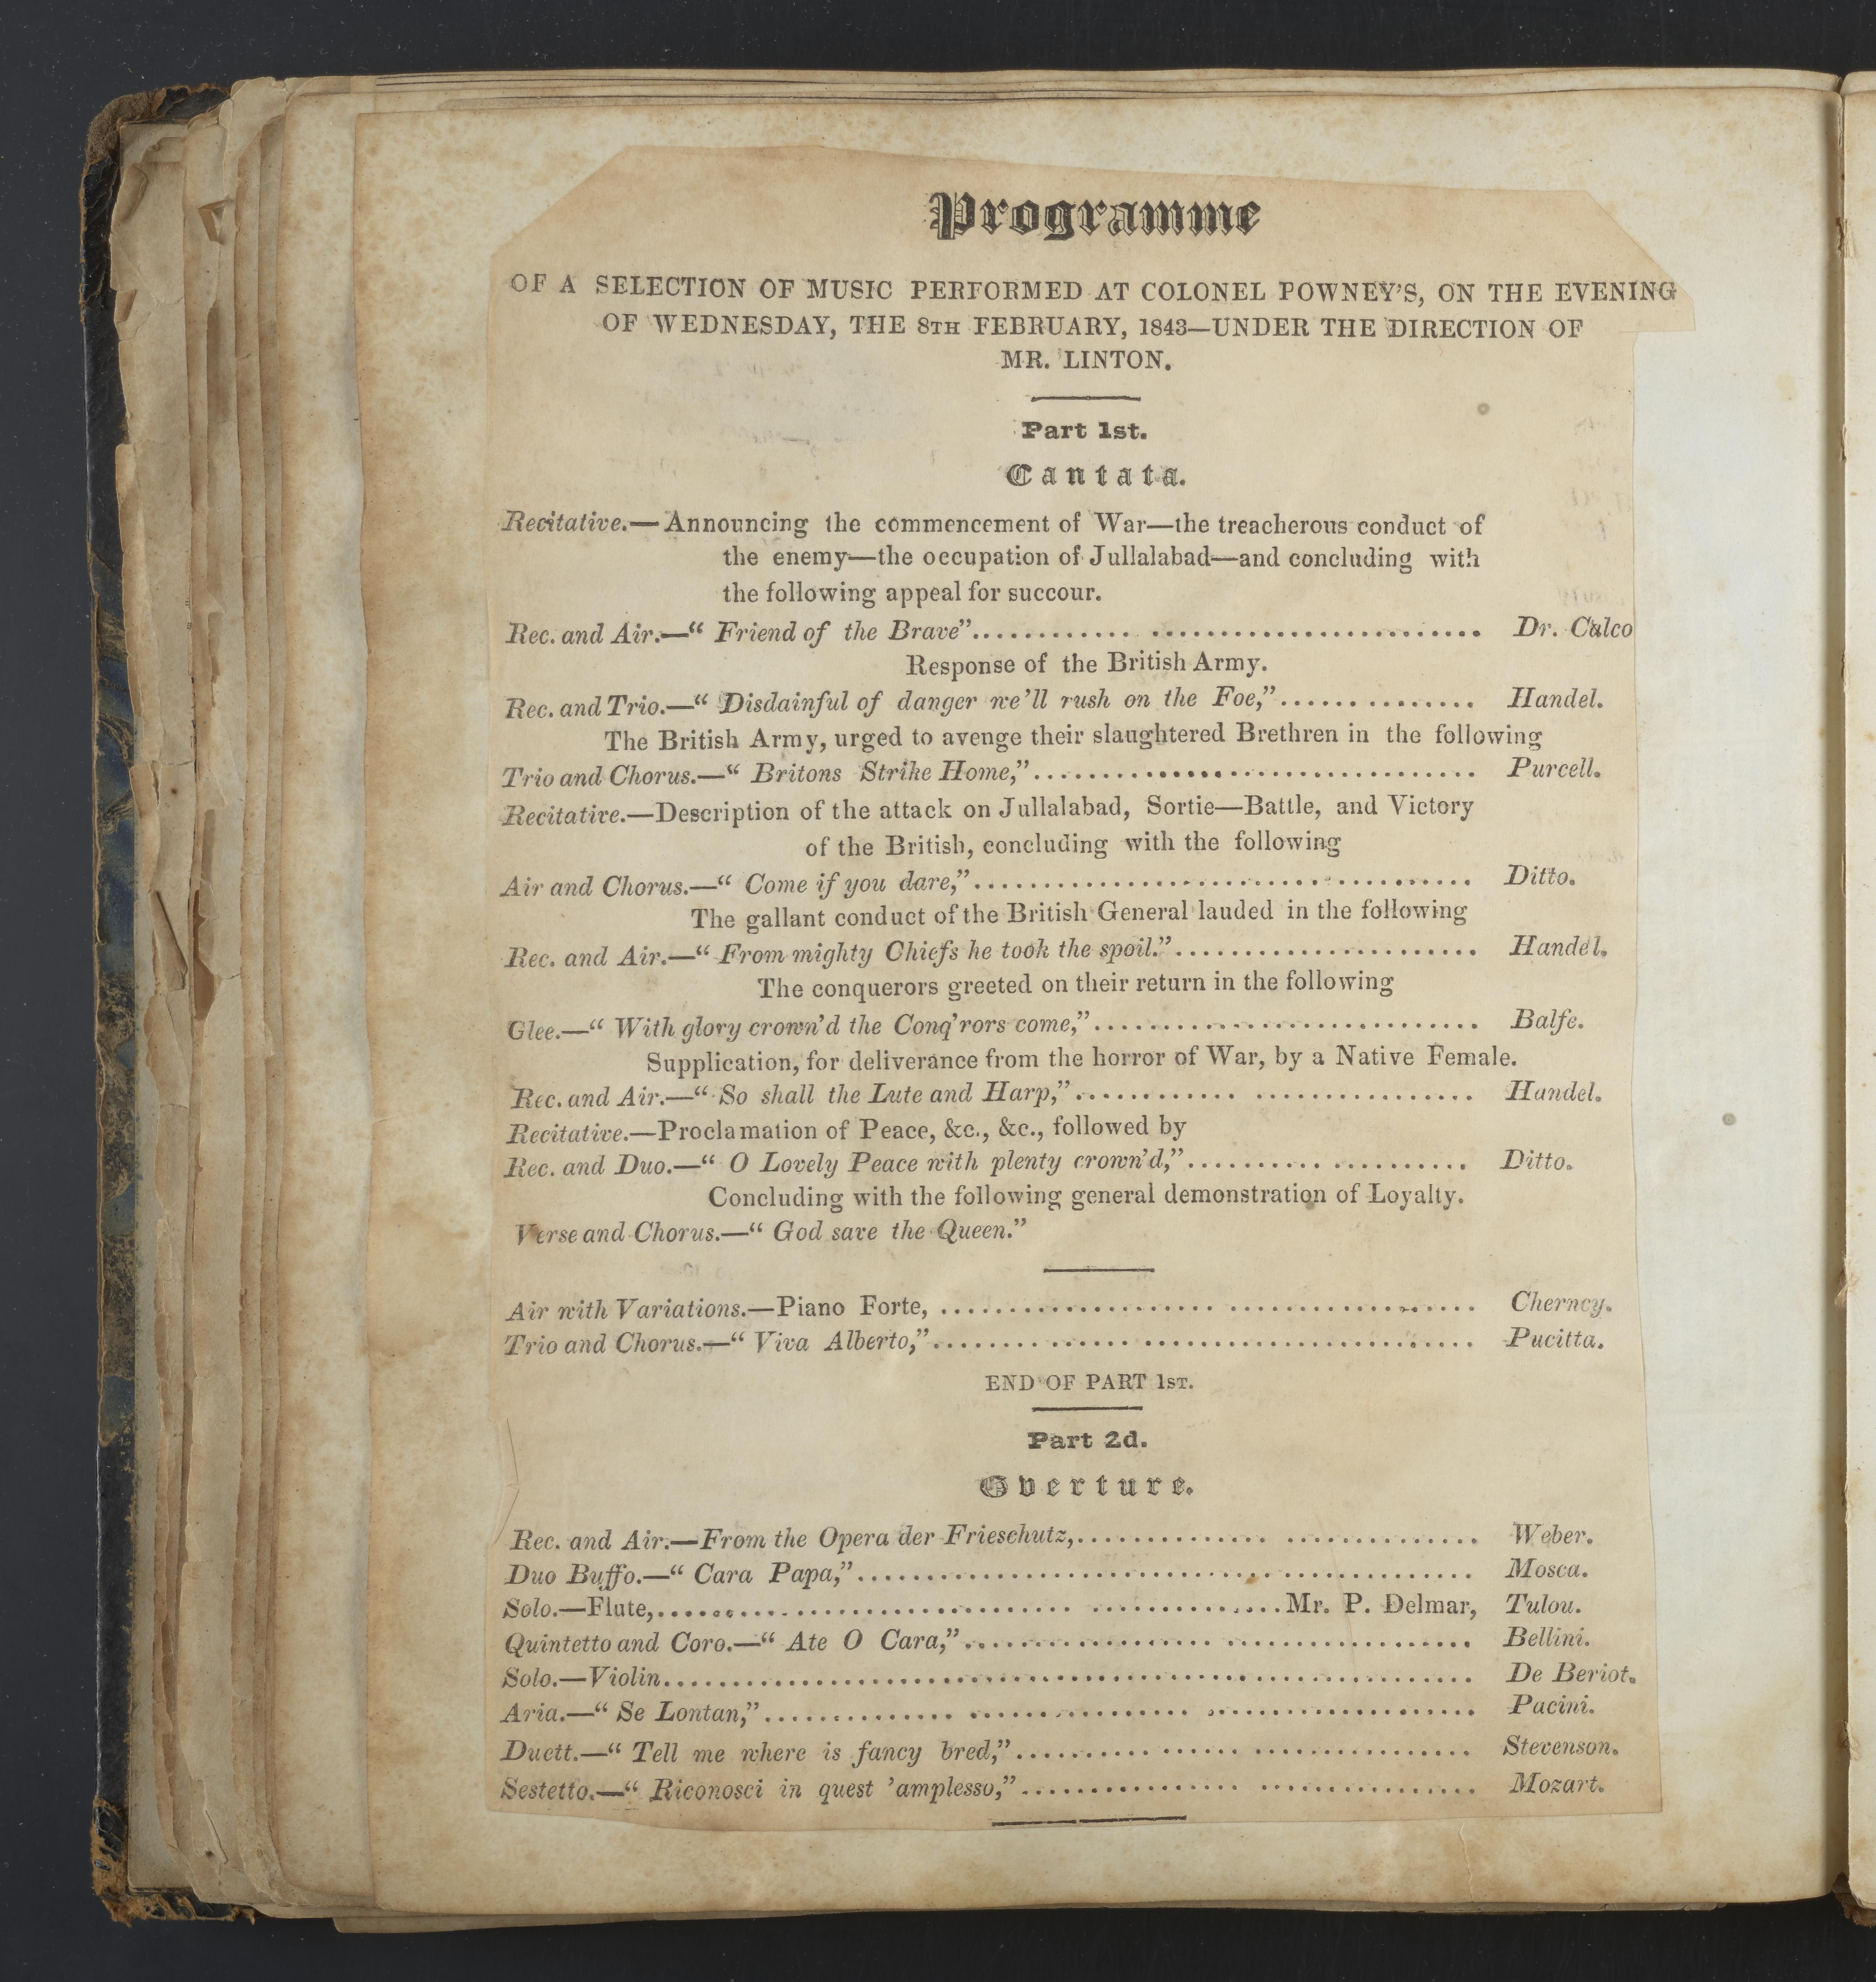 Programme
OF A SELECTION OF MUSIC PERFORMED AT COLONEL POWNEY'S, ON THE EVENING
OF WEDNESDAY, THE 8TH FEBRUARY, 1843—UNDER THE DIRECTION OF
MR. LINTON.
Part 1st.
Cantata.
Recitative.—Announcing the commencement of War—the treacherous conduct of
the enemy—the occupation of Jullalabad—and concluding with
the following appeal for succour.
Rec. and Air.—“ Friend of the Brave”.......................... Dr. Calco
Response of the British Army.
Rec. and Trio.—“ Disdainful of danger we'll rush on the Foe,”.............. Handel.
The British Army, urged to avenge their slaughtered Brethren in the following
Trio and Chorus.—“ Britons Strike Home,”.......................... Purcell.
Recitative.—Description of the attack on Jullalabad, Sortie—Battle, and Victory
of the British, concluding with the following
Air and Chorus.—“ Come if you dare,”.......................... Ditto.
The gallant conduct of the British General lauded in the following
Rec. and Air.—“ From mighty Chiefs he took the spoil.”...................... Handel.
The conquerors greeted on their return in the following
Glee.—“ With glory crown'd the Conq'rors come,”.......................... Balfe.
Supplication, for deliverance from the horror of War, by a Native Female.
Rec. and Air.—“ So shall the Lute and Harp,”.......................... Handel.
Recitative.—Proclamation of Peace, &c., &c., followed by
Rec. and Duo.—“ O Lovely Peace with plenty crown'd,”.................... Ditto.
Concluding with the following general demonstration of Loyalty.
Verse and Chorus.—“ God save the Queen.”
Air with Variations.—Piano Forte, .......................... Cherney.
Trio and Chorus.—“ Viva Alberto,”.......................... Pucitta.
END OF PART 1ST.
Part 2d.
Overture.
Rec. and Air.—From the Opera der Frieschutz,.......................... Weber.
Duo Buffo.—“ Cara Papa,”.......................... Mosca.
Solo.—Flute,..........................Mr. P. Delmar, Tulou.
Quintetto and Coro.—“ Ate O Cara,”.......................... Bellini.
Solo.—Violin.......................... De Beriot.
Aria.—“ Se Lontan,”.......................... Pacini.
Duett.—“ Tell me where is fancy bred,”.......................... Stevenson.
Sestetto.—“ Riconosci in quest 'amplesso,”.......................... Mozart.